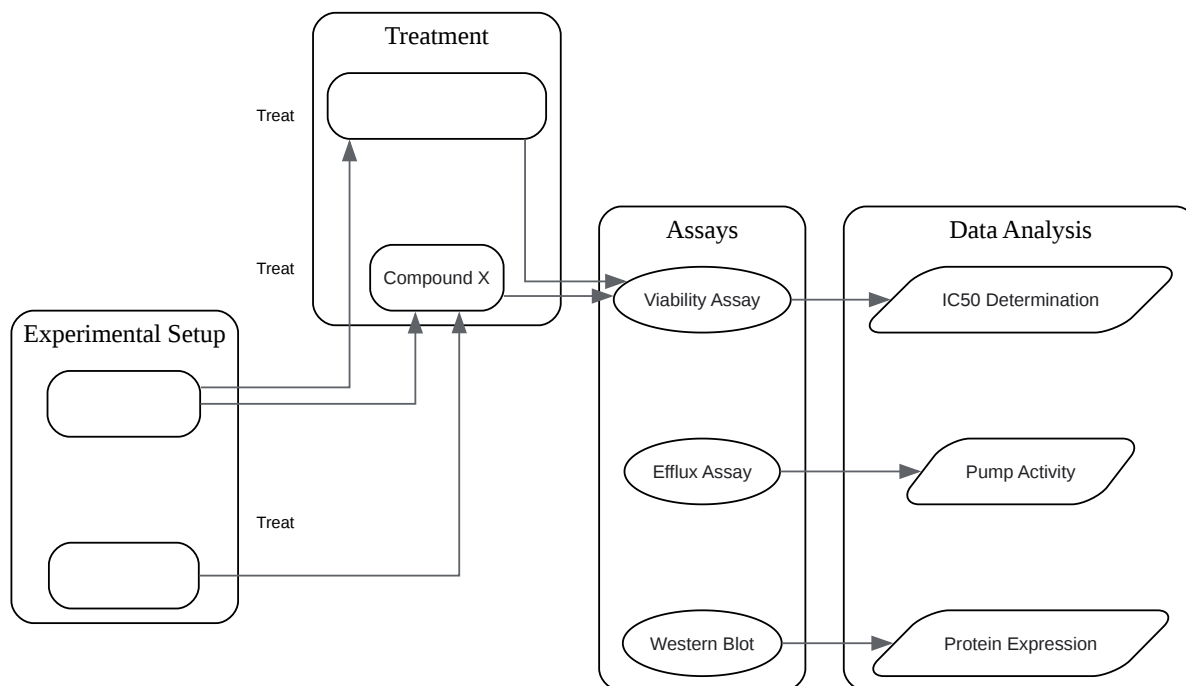 Treatment
Treat
Treat
Compound X
Experimental Setup
Treat
Assays
Viability Assay
Efflux Assay
Western Blot
Data Analysis
IC50 Determination
Pump Activity
Protein Expression